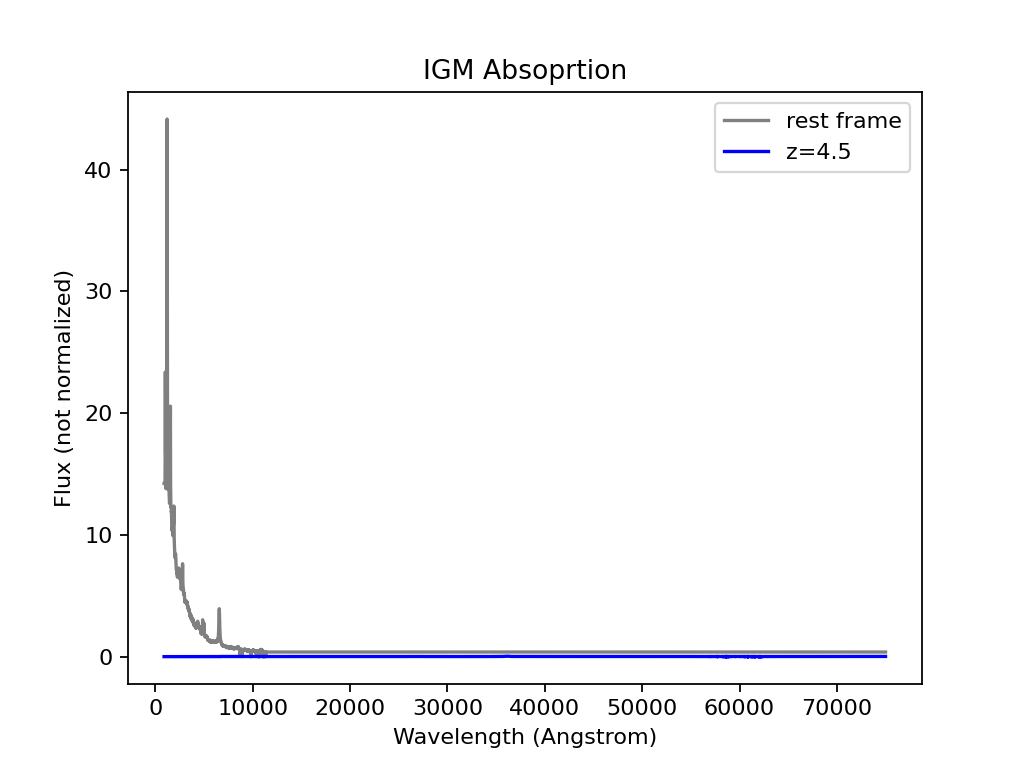 IGM Absoprtion
rest frame
z=4.5
Flux (not normalized)
40
30
20
10
0
0 10000 20000 30000 40000 50000 60000 70000
Wavelength (Angstrom)